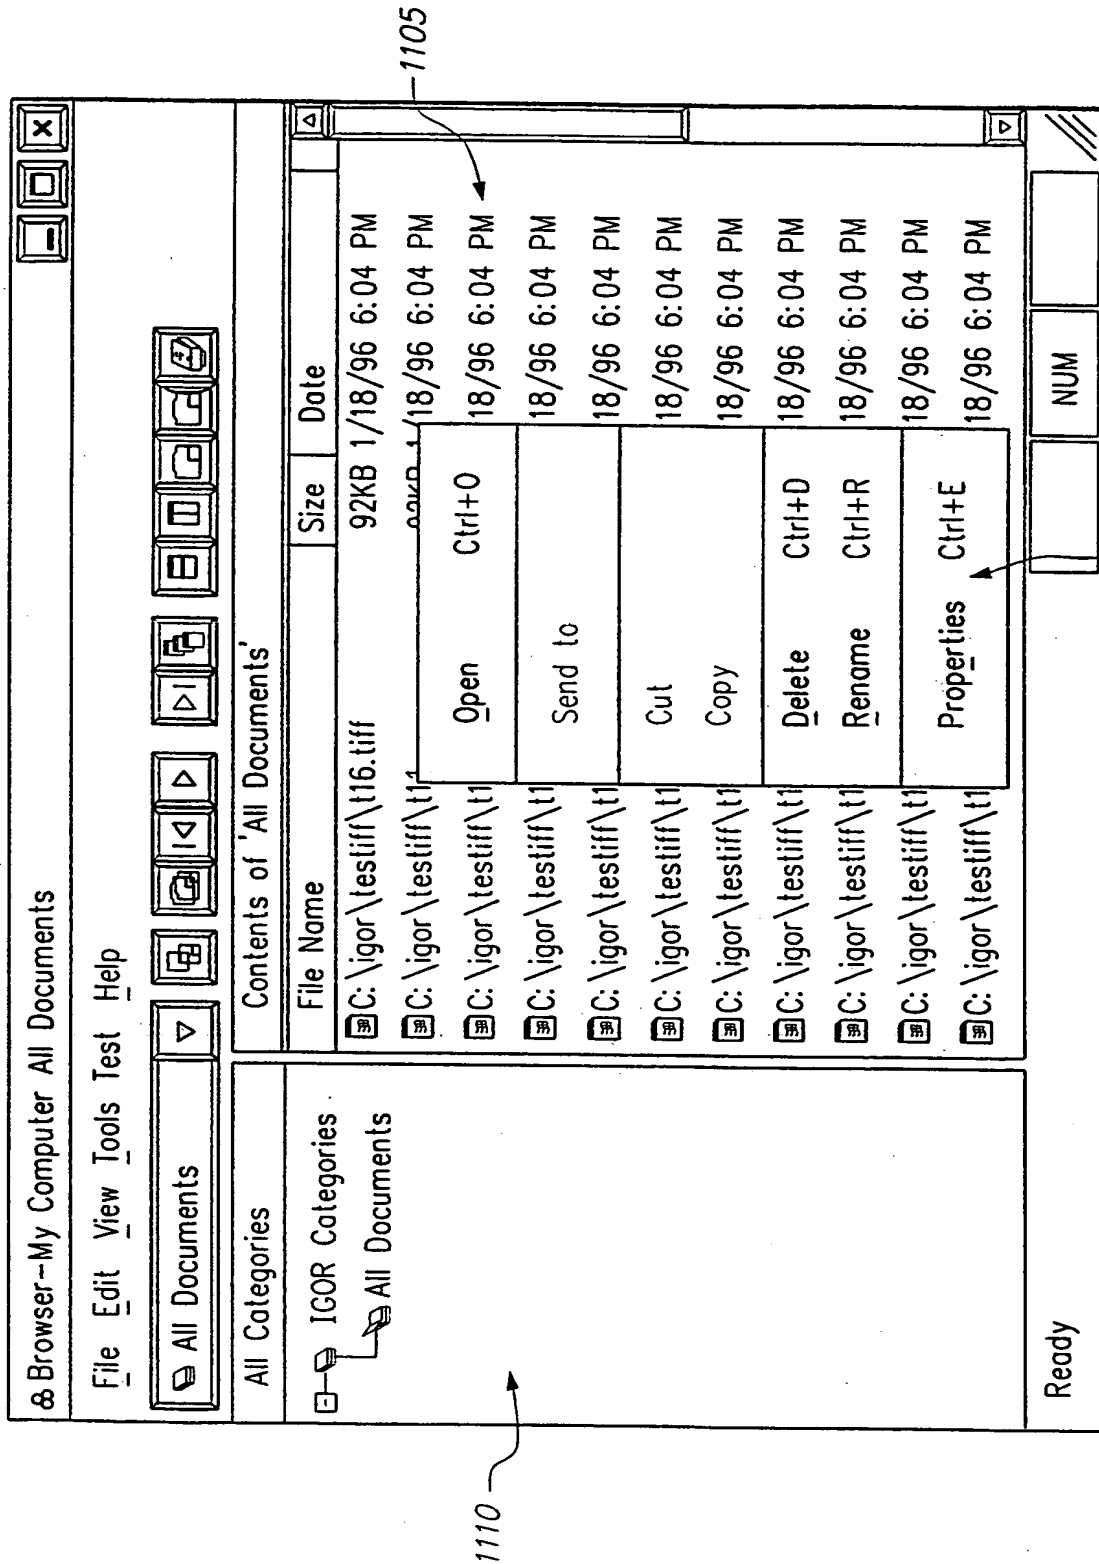 Browser--My Computer All Documents
File Edit View Tools Test Help
All Documents
All Categories
Contents of 'All Documents'
IGOR Categories
All Documents
File Name Size Date
C: \igor\testiff\t16.tiff 92KB 1/18/96 6:04 PM
C: \igor\testiff\t1 92KB 1/18/96 6:04 PM
C: \igor\testiff\t1 18/96 6:04 PM
C: \igor\testiff\t1 18/96 6:04 PM
C: \igor\testiff\t1 18/96 6:04 PM
C: \igor\testiff\t1 18/96 6:04 PM
C: \igor\testiff\t1 18/96 6:04 PM
C: \igor\testiff\t1 18/96 6:04 PM
C: \igor\testiff\t1 18/96 6:04 PM
C: \igor\testiff\t1 18/96 6:04 PM
C: \igor\testiff\t1 18/96 6:04 PM
Open Ctrl+O
Send to
Cut
Copy
Delete Ctrl+D
Rename Ctrl+R
Properties Ctrl+E
Ready
NUM
1105
1110